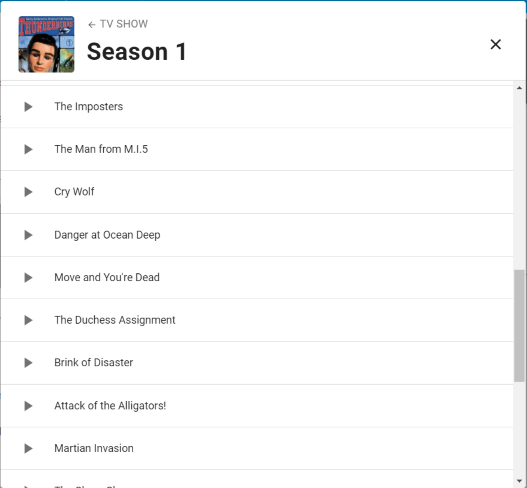 THUNDERBIRDS
← TV SHOW
Season 1
The Imposters
The Man from M.I.5
Cry Wolf
Danger at Ocean Deep
Move and You're Dead
The Duchess Assignment
Brink of Disaster
Attack of the Alligators!
Martian Invasion